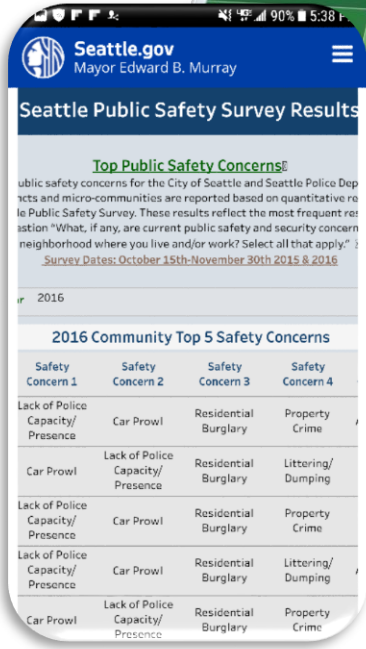 90% 5:38
Seattle.gov
Mayor Edward B. Murray
Seattle Public Safety Survey Results
Top Public Safety Concerns
ublic safety concerns for the City of Seattle and Seattle Police Dep
ncts and micro-communities are reported based on quantitative re
le Public Safety Survey. These results reflect the most frequent res
estion "What, if any, are current public safety and security concern
neighborhood where you live and/or work? Select all that apply."
Survey Dates: October 15th-November 30th 2015 & 2016
ar 2016
2016 Community Top 5 Safety Concerns
Safety Safety Safety Safety
Concern 1 Concern 2 Concern 3 Concern 4
Lack of Police
Capacity/ Car Prowl Residential Property
Presence Burglary Crime
Lack of Police
Car Prowl Capacity/ Residential Littering/
Presence Burglary Dumping
Lack of Police
Capacity/ Car Prowl Residential Property
Presence Burglary Crime
Lack of Police
Capacity/ Car Prowl Residential Littering/
Presence Burglary Dumping
Lack of Police
Car Prowl Capacity/ Residential Property
Presence Burglary Crime